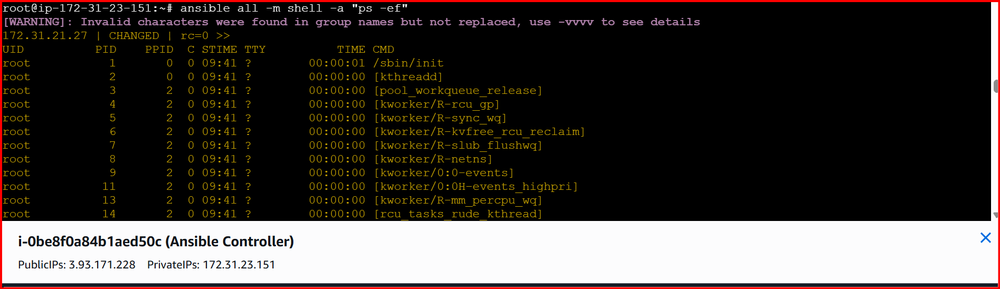 root@ip-172-31-23-151:~# ansible all -m shell -a "ps -ef"
[WARNING]: Invalid characters were found in group names but not replaced, use -vvvv to see details
172.31.21.27 | CHANGED | rc=0 >>
UID          PID    PPID  C STIME TTY          TIME CMD
root           1       0  0 09:41 ?        00:00:01 /sbin/init
root           2       0  0 09:41 ?        00:00:00 [kthreadd]
root           3       2  0 09:41 ?        00:00:00 [pool_workqueue_release]
root           4       2  0 09:41 ?        00:00:00 [kworker/R-rcu_gp]
root           5       2  0 09:41 ?        00:00:00 [kworker/R-sync_wq]
root           6       2  0 09:41 ?        00:00:00 [kworker/R-kvfree_rcu_reclaim]
root           7       2  0 09:41 ?        00:00:00 [kworker/R-slub_flushwq]
root           8       2  0 09:41 ?        00:00:00 [kworker/R-netns]
root           9       2  0 09:41 ?        00:00:00 [kworker/0:0-events]
root          11       2  0 09:41 ?        00:00:00 [kworker/0:0H-events_highpri]
root          13       2  0 09:41 ?        00:00:00 [kworker/R-mm_percpu_wq]
root          14       2  0 09:41 ?        00:00:00 [rcu_tasks_rude_kthread]
i-0be8f0a84b1aed50c (Ansible Controller)
PublicIPs: 3.93.171.228    PrivateIPs: 172.31.23.151